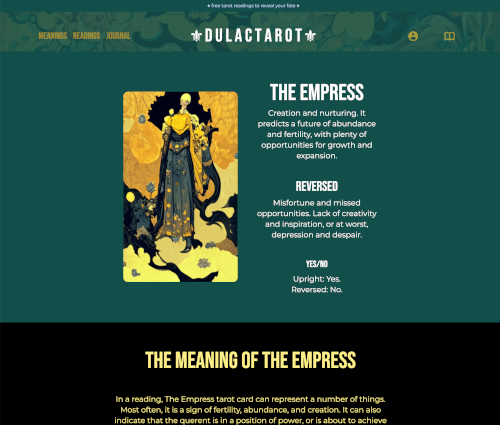 ★free tarot readings to reveal your fate★
MEANINGS READINGS JOURNAL
⚜DULACTAROT⚜
THE EMPRESS
Creation and nurturing. It
predicts a future of abundance
and fertility, with plenty of
opportunities for growth and
expansion.
REVERSED
Misfortune and missed
opportunities. Lack of creativity
and inspiration, or at worst,
depression and despair.
YES/NO
Upright: Yes.
Reversed: No.
THE MEANING OF THE EMPRESS
In a reading, The Empress tarot card can represent a number of things.
Most often, it is a sign of fertility, abundance, and creation. It can also
indicate that the querent is in a position of power, or is about to achieve